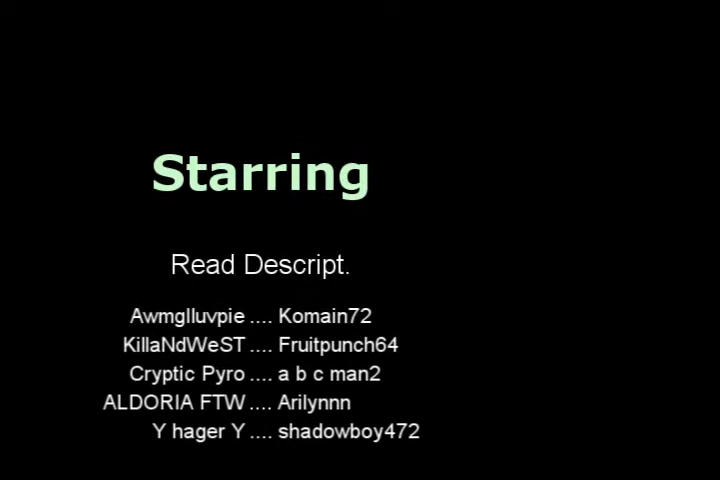 Starring
Read Descript.
Awmglluvpie .... Komain72
KillaNdWeST .... Fruitpunch64
Cryptic Pyro .... a b c man2
ALDORIA FTW .... Arilynnn
Y hager Y .... shadowboy472